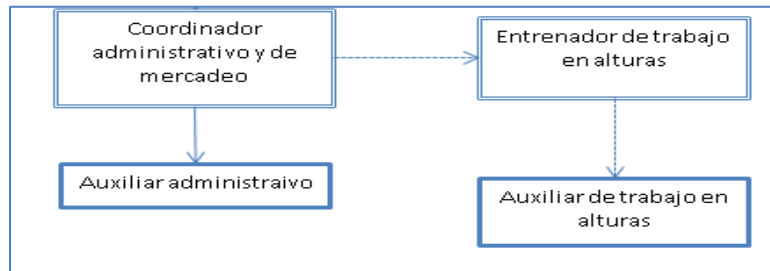 Coordinador
administrativo y de
mercadeo
Entrenador de trabajo
en alturas
Auxiliar administraivo
Auxiliar de trabajo en
alturas